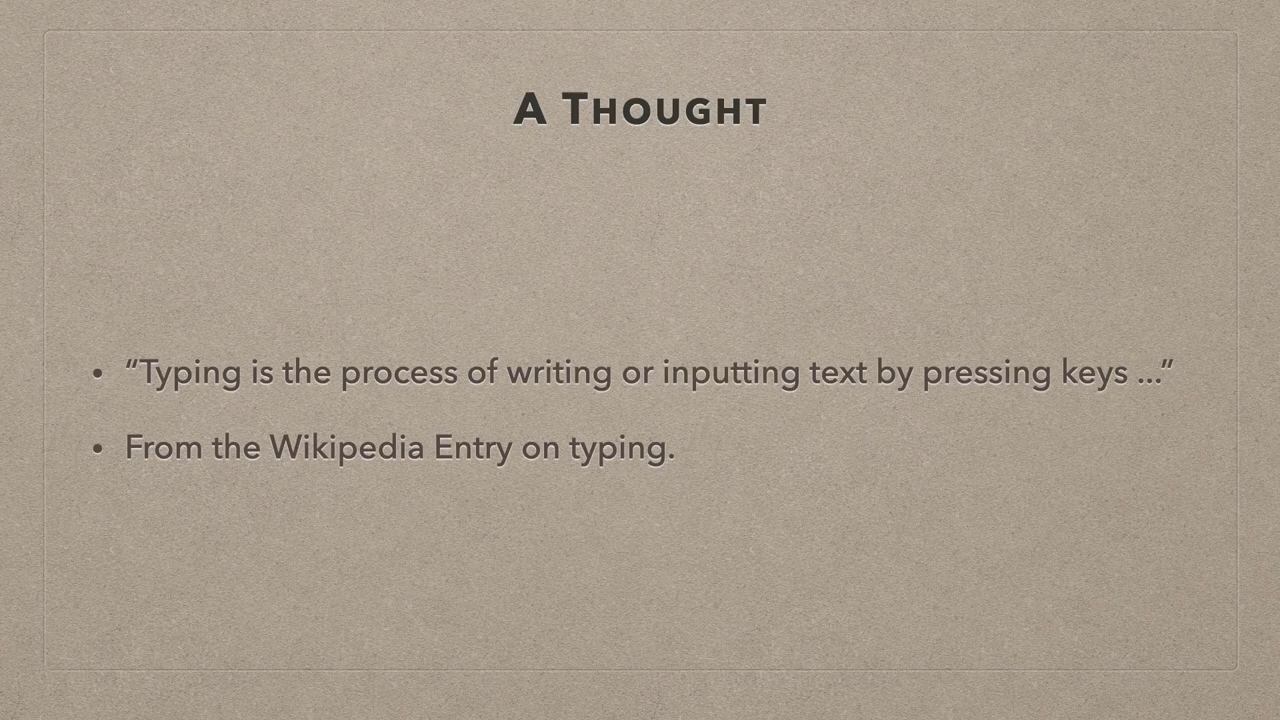 A Thought
• “Typing is the process of writing or inputting text by pressing keys ...”
• From the Wikipedia Entry on typing.